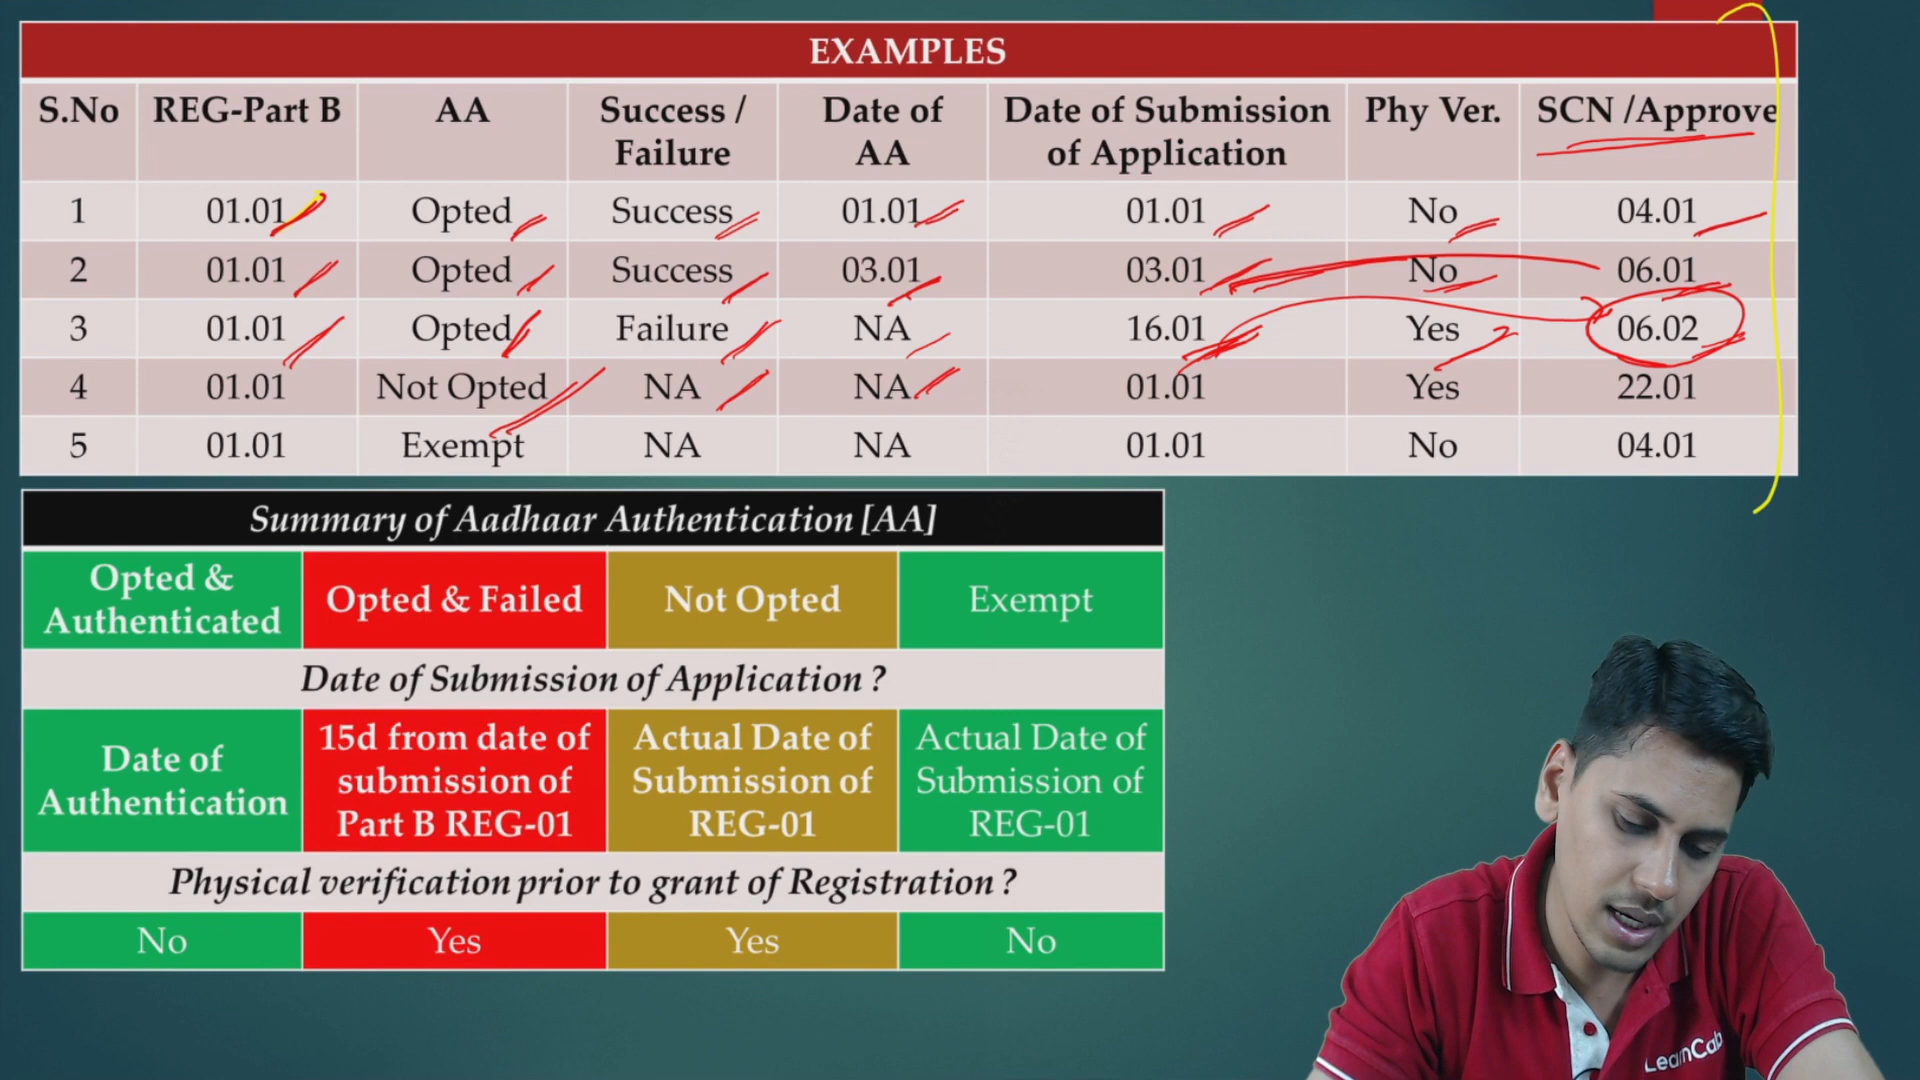 EXAMPLES
S.No REG-Part B AA Success / Failure Date of AA Date of Submission of Application Phy Ver. SCN /Approve
1 01.01 Opted Success 01.01 01.01 No 04.01
2 01.01 Opted Success 03.01 03.01 No 06.01
3 01.01 Opted Failure NA 16.01 Yes 06.02
4 01.01 Not Opted NA NA 01.01 Yes 22.01
5 01.01 Exempt NA NA 01.01 No 04.01
Summary of Aadhaar Authentication [AA]
Opted & Authenticated Opted & Failed Not Opted Exempt
Date of Submission of Application ?
Date of Authentication 15d from date of submission of Part B REG-01 Actual Date of Submission of REG-01 Actual Date of Submission of REG-01
Physical verification prior to grant of Registration ?
No Yes Yes No
LearnCab